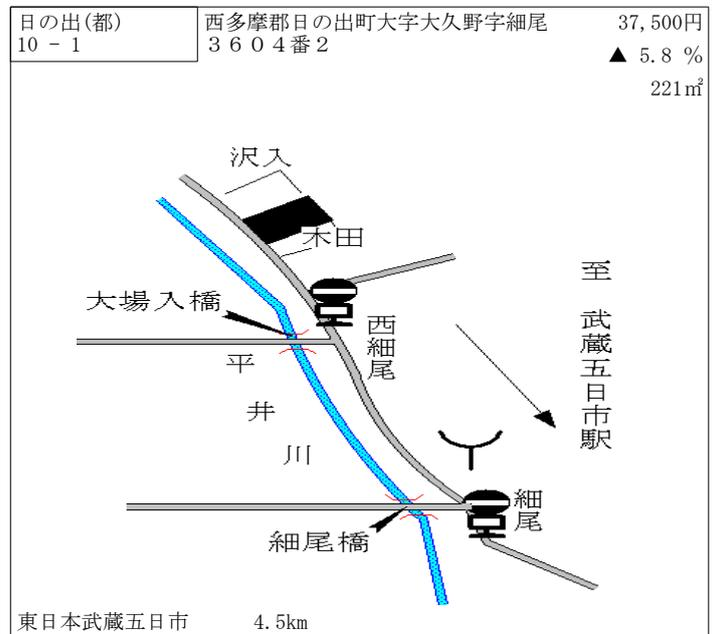 日の出(都)
10 - 1
西多摩郡日の出町大字大久野字細尾
３６０４番２
37,500円
▲ 5.8 %
221㎡
沢入
木田
大場入橋
西細尾
平井川
至 武蔵五日市駅
細尾
細尾橋
東日本武蔵五日市 4.5km